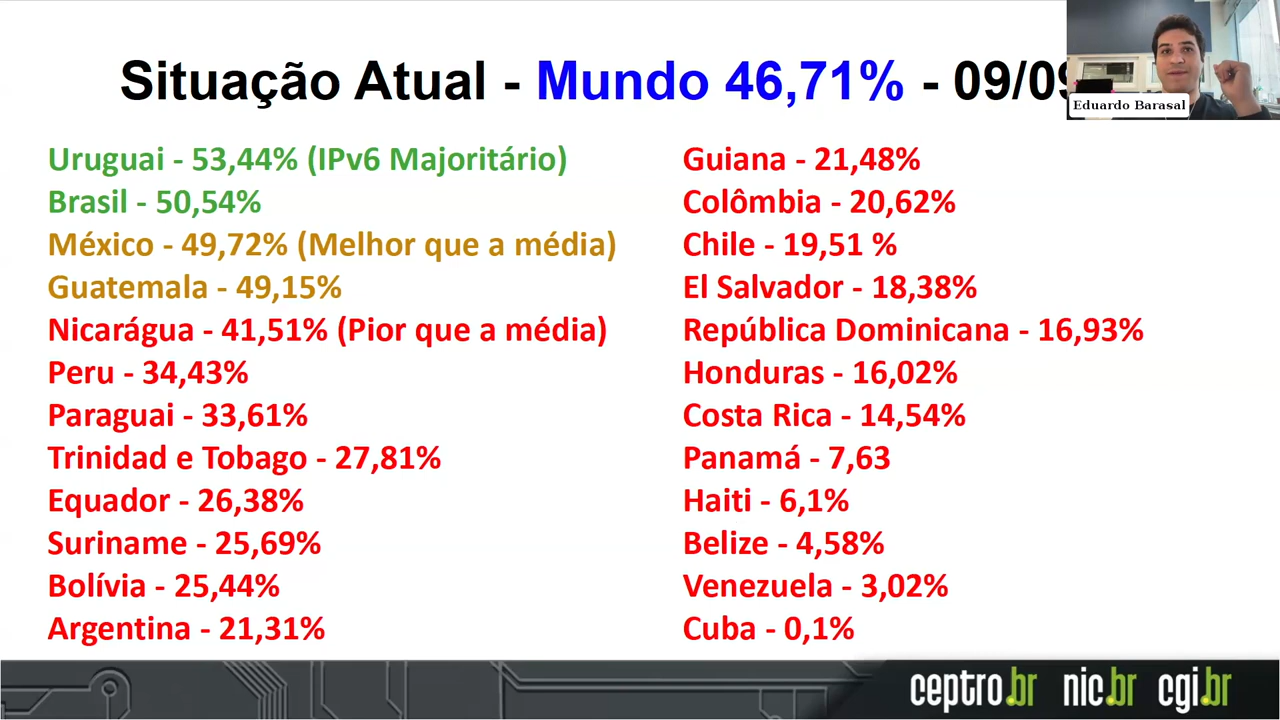 Situação Atual - Mundo 46,71% - 09/09
Eduardo Barasal
Uruguai - 53,44% (IPv6 Majoritário)
Brasil - 50,54%
México - 49,72% (Melhor que a média)
Guatemala - 49,15%
Nicarágua - 41,51% (Pior que a média)
Peru - 34,43%
Paraguai - 33,61%
Trinidad e Tobago - 27,81%
Equador - 26,38%
Suriname - 25,69%
Bolívia - 25,44%
Argentina - 21,31%
Guiana - 21,48%
Colômbia - 20,62%
Chile - 19,51 %
El Salvador - 18,38%
República Dominicana - 16,93%
Honduras - 16,02%
Costa Rica - 14,54%
Panamá - 7,63
Haiti - 6,1%
Belize - 4,58%
Venezuela - 3,02%
Cuba - 0,1%
ceptro.br nic.br cgi.br